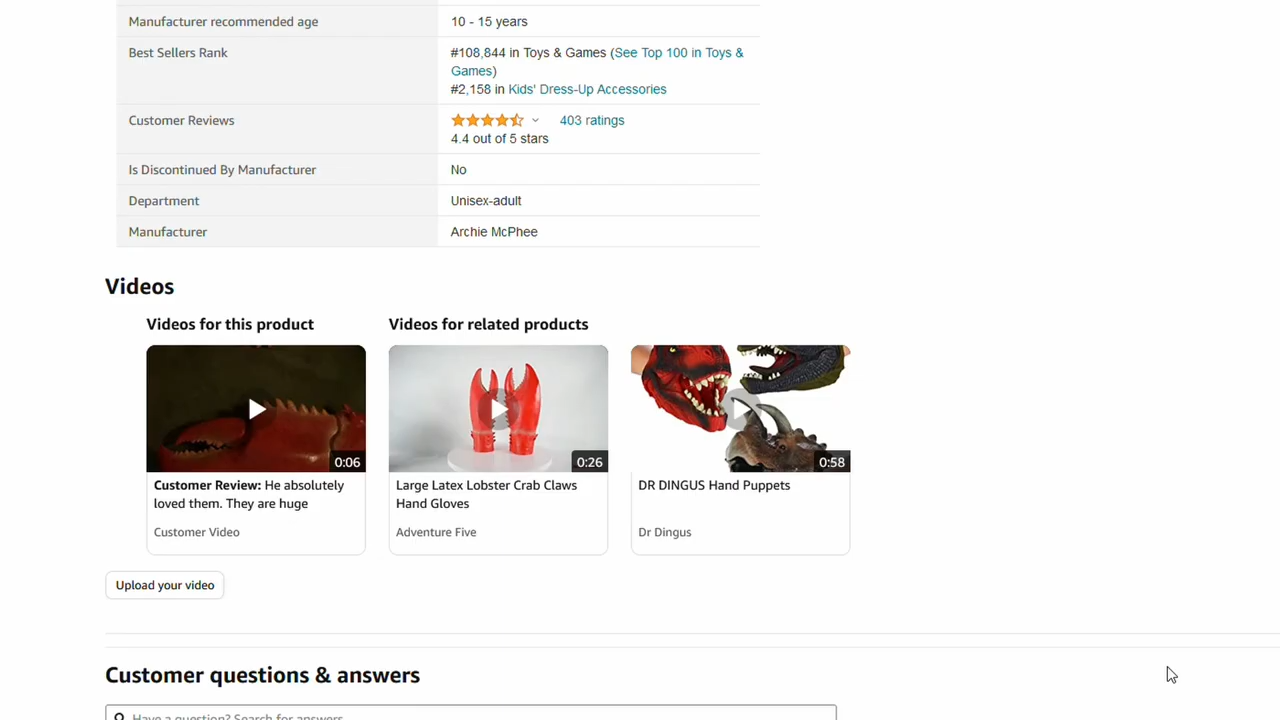 Manufacturer recommended age
10 - 15 years
Best Sellers Rank
#108,844 in Toys & Games (See Top 100 in Toys &
Games)
#2,158 in Kids' Dress-Up Accessories
Customer Reviews
403 ratings
4.4 out of 5 stars
Is Discontinued By Manufacturer
No
Department
Unisex-adult
Manufacturer
Archie McPhee
Videos
Videos for this product
Videos for related products
0:06
0:26
0:58
Customer Review: He absolutely
loved them. They are huge
Customer Video
Large Latex Lobster Crab Claws
Hand Gloves
Adventure Five
DR DINGUS Hand Puppets
Dr Dingus
Upload your video
Customer questions & answers
Have a question? Search for answers